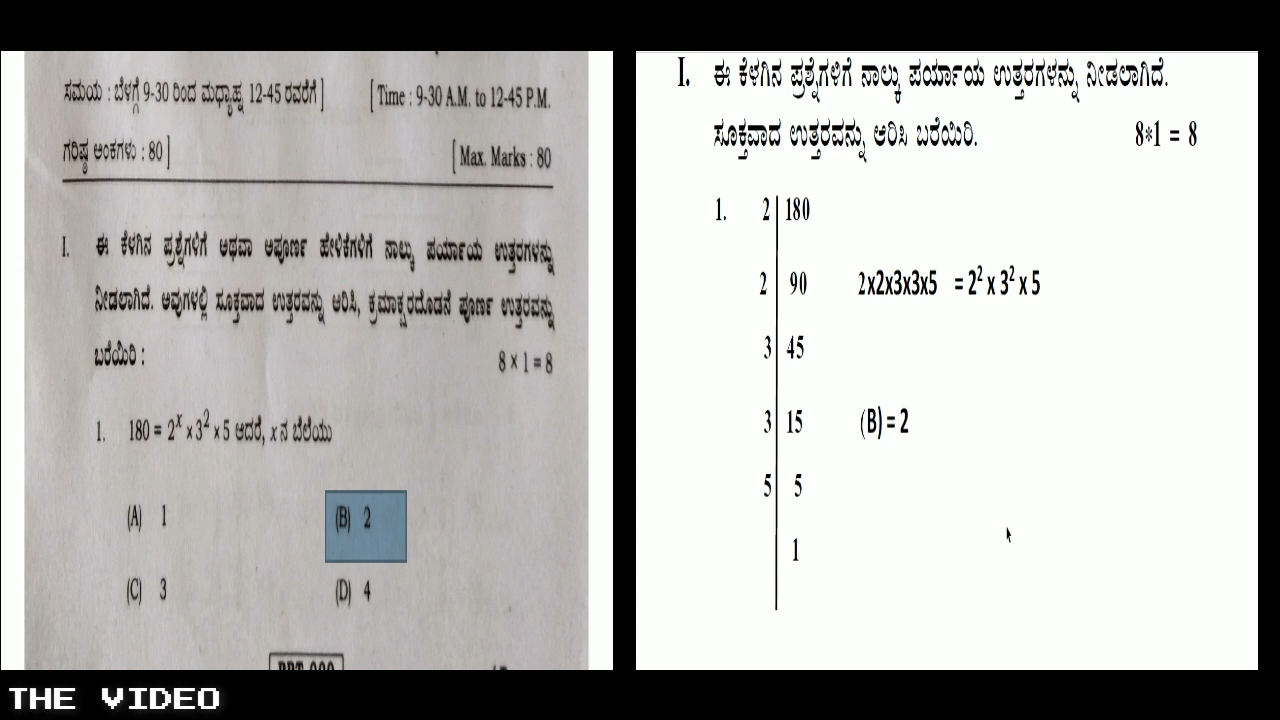 ಸಮಯ : ಬೆಳಗ್ಗೆ 9-30 ರಿಂದ ಮಧ್ಯಾಹ್ನ 12-45 ರವರೆಗೆ ] [ Time : 9-30 A.M. to 12-45 P.M.
ಗರಿಷ್ಠ ಅಂಕಗಳು : 80 ] [ Max. Marks : 80
I. ಈ ಕೆಳಗಿನ ಪ್ರಶ್ನೆಗಳಿಗೆ ಅಥವಾ ಅಪೂರ್ಣ ಹೇಳಿಕೆಗಳಿಗೆ ನಾಲ್ಕು ಪರ್ಯಾಯ ಉತ್ತರಗಳನ್ನು
ನೀಡಲಾಗಿದೆ. ಅವುಗಳಲ್ಲಿ ಸೂಕ್ತವಾದ ಉತ್ತರವನ್ನು ಆರಿಸಿ, ಕ್ರಮಾಕ್ಷರದೊಡನೆ ಪೂರ್ಣ ಉತ್ತರವನ್ನು
ಬರೆಯಿರಿ : 8 × 1 = 8
1. 180 = 2^x × 3^2 × 5 ಆದರೆ, x ನ ಬೆಲೆಯು
(A) 1 (B) 2
(C) 3 (D) 4
I. ಈ ಕೆಳಗಿನ ಪ್ರಶ್ನೆಗಳಿಗೆ ನಾಲ್ಕು ಪರ್ಯಾಯ ಉತ್ತರಗಳನ್ನು ನೀಡಲಾಗಿದೆ.
ಸೂಕ್ತವಾದ ಉತ್ತರವನ್ನು ಆರಿಸಿ ಬರೆಯಿರಿ. 8*1 = 8
1. 2 180
2 90 2x2x3x3x5 = 2² x 3² x 5
3 45
3 15 (B) = 2
5 5
1
THE VIDEO